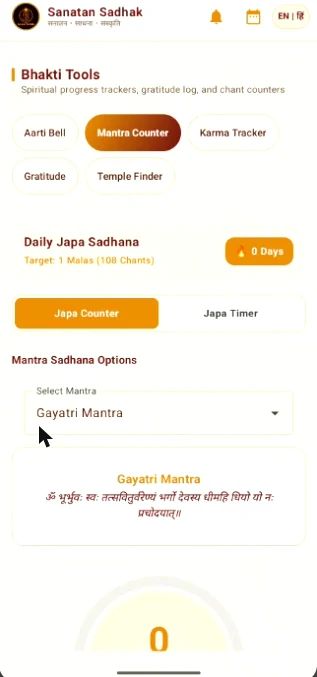 Sanatan Sadhak
सनातन • साधना • संस्कृति
EN | हिं
Bhakti Tools
Spiritual progress trackers, gratitude log, and chant counters
Aarti Bell
Mantra Counter
Karma Tracker
Gratitude
Temple Finder
Daily Japa Sadhana
Target: 1 Malas (108 Chants)
🔥 0 Days
Japa Counter
Japa Timer
Mantra Sadhana Options
Select Mantra
Gayatri Mantra
Gayatri Mantra
ॐ भूर्भुवः स्वः तत्सवितुर्वरेण्यं भर्गो देवस्य धीमहि धियो यो नः
प्रचोदयात्॥
0